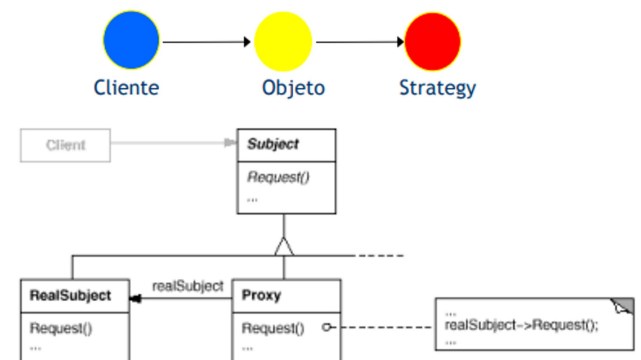 Cliente Objeto Strategy
Client
Subject
Request()
...
RealSubject
Request()
...
realSubject
Proxy
Request()
...
...
realSubject->Request();
...